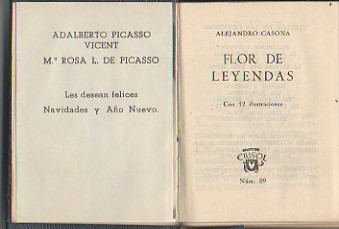 ADALBERTO PICASSO
VICENT
M.ª ROSA L. DE PICASSO
Les desean felices
Navidades y Año Nuevo.
ALEJANDRO CASONA
FLOR DE
LEYENDAS
Con 12 ilustraciones
CRISOL
Núm. 09